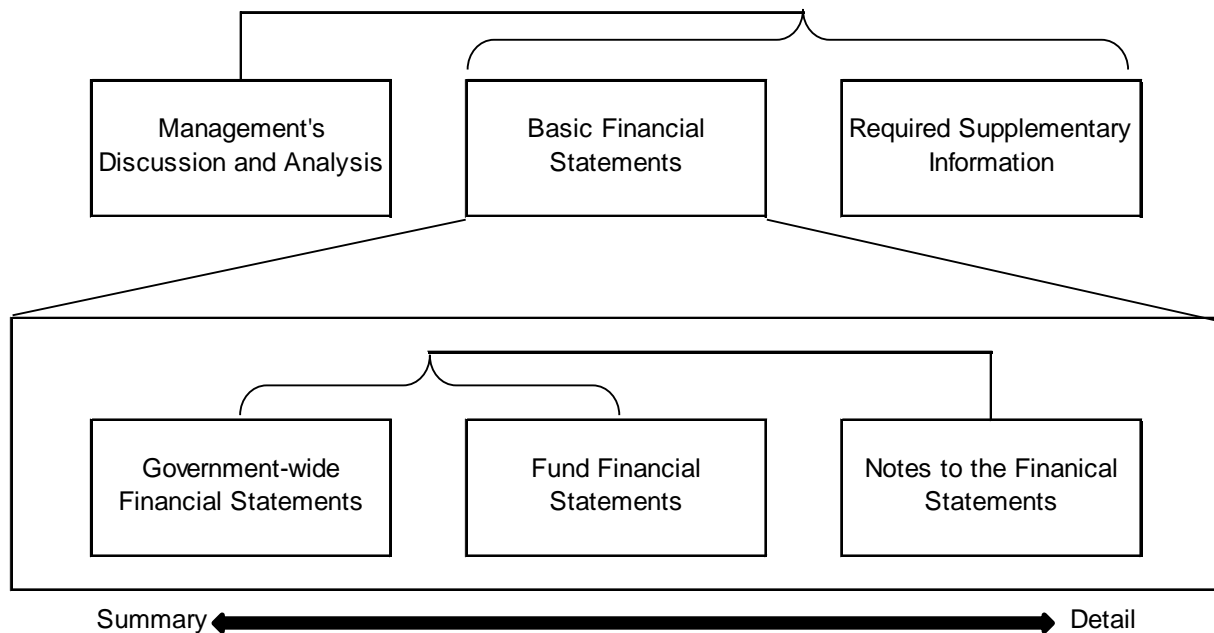 Management's
Discussion and Analysis
Basic Financial
Statements
Required Supplementary
Information
Government-wide
Financial Statements
Fund Financial
Statements
Notes to the Finanical
Statements
Summary
Detail